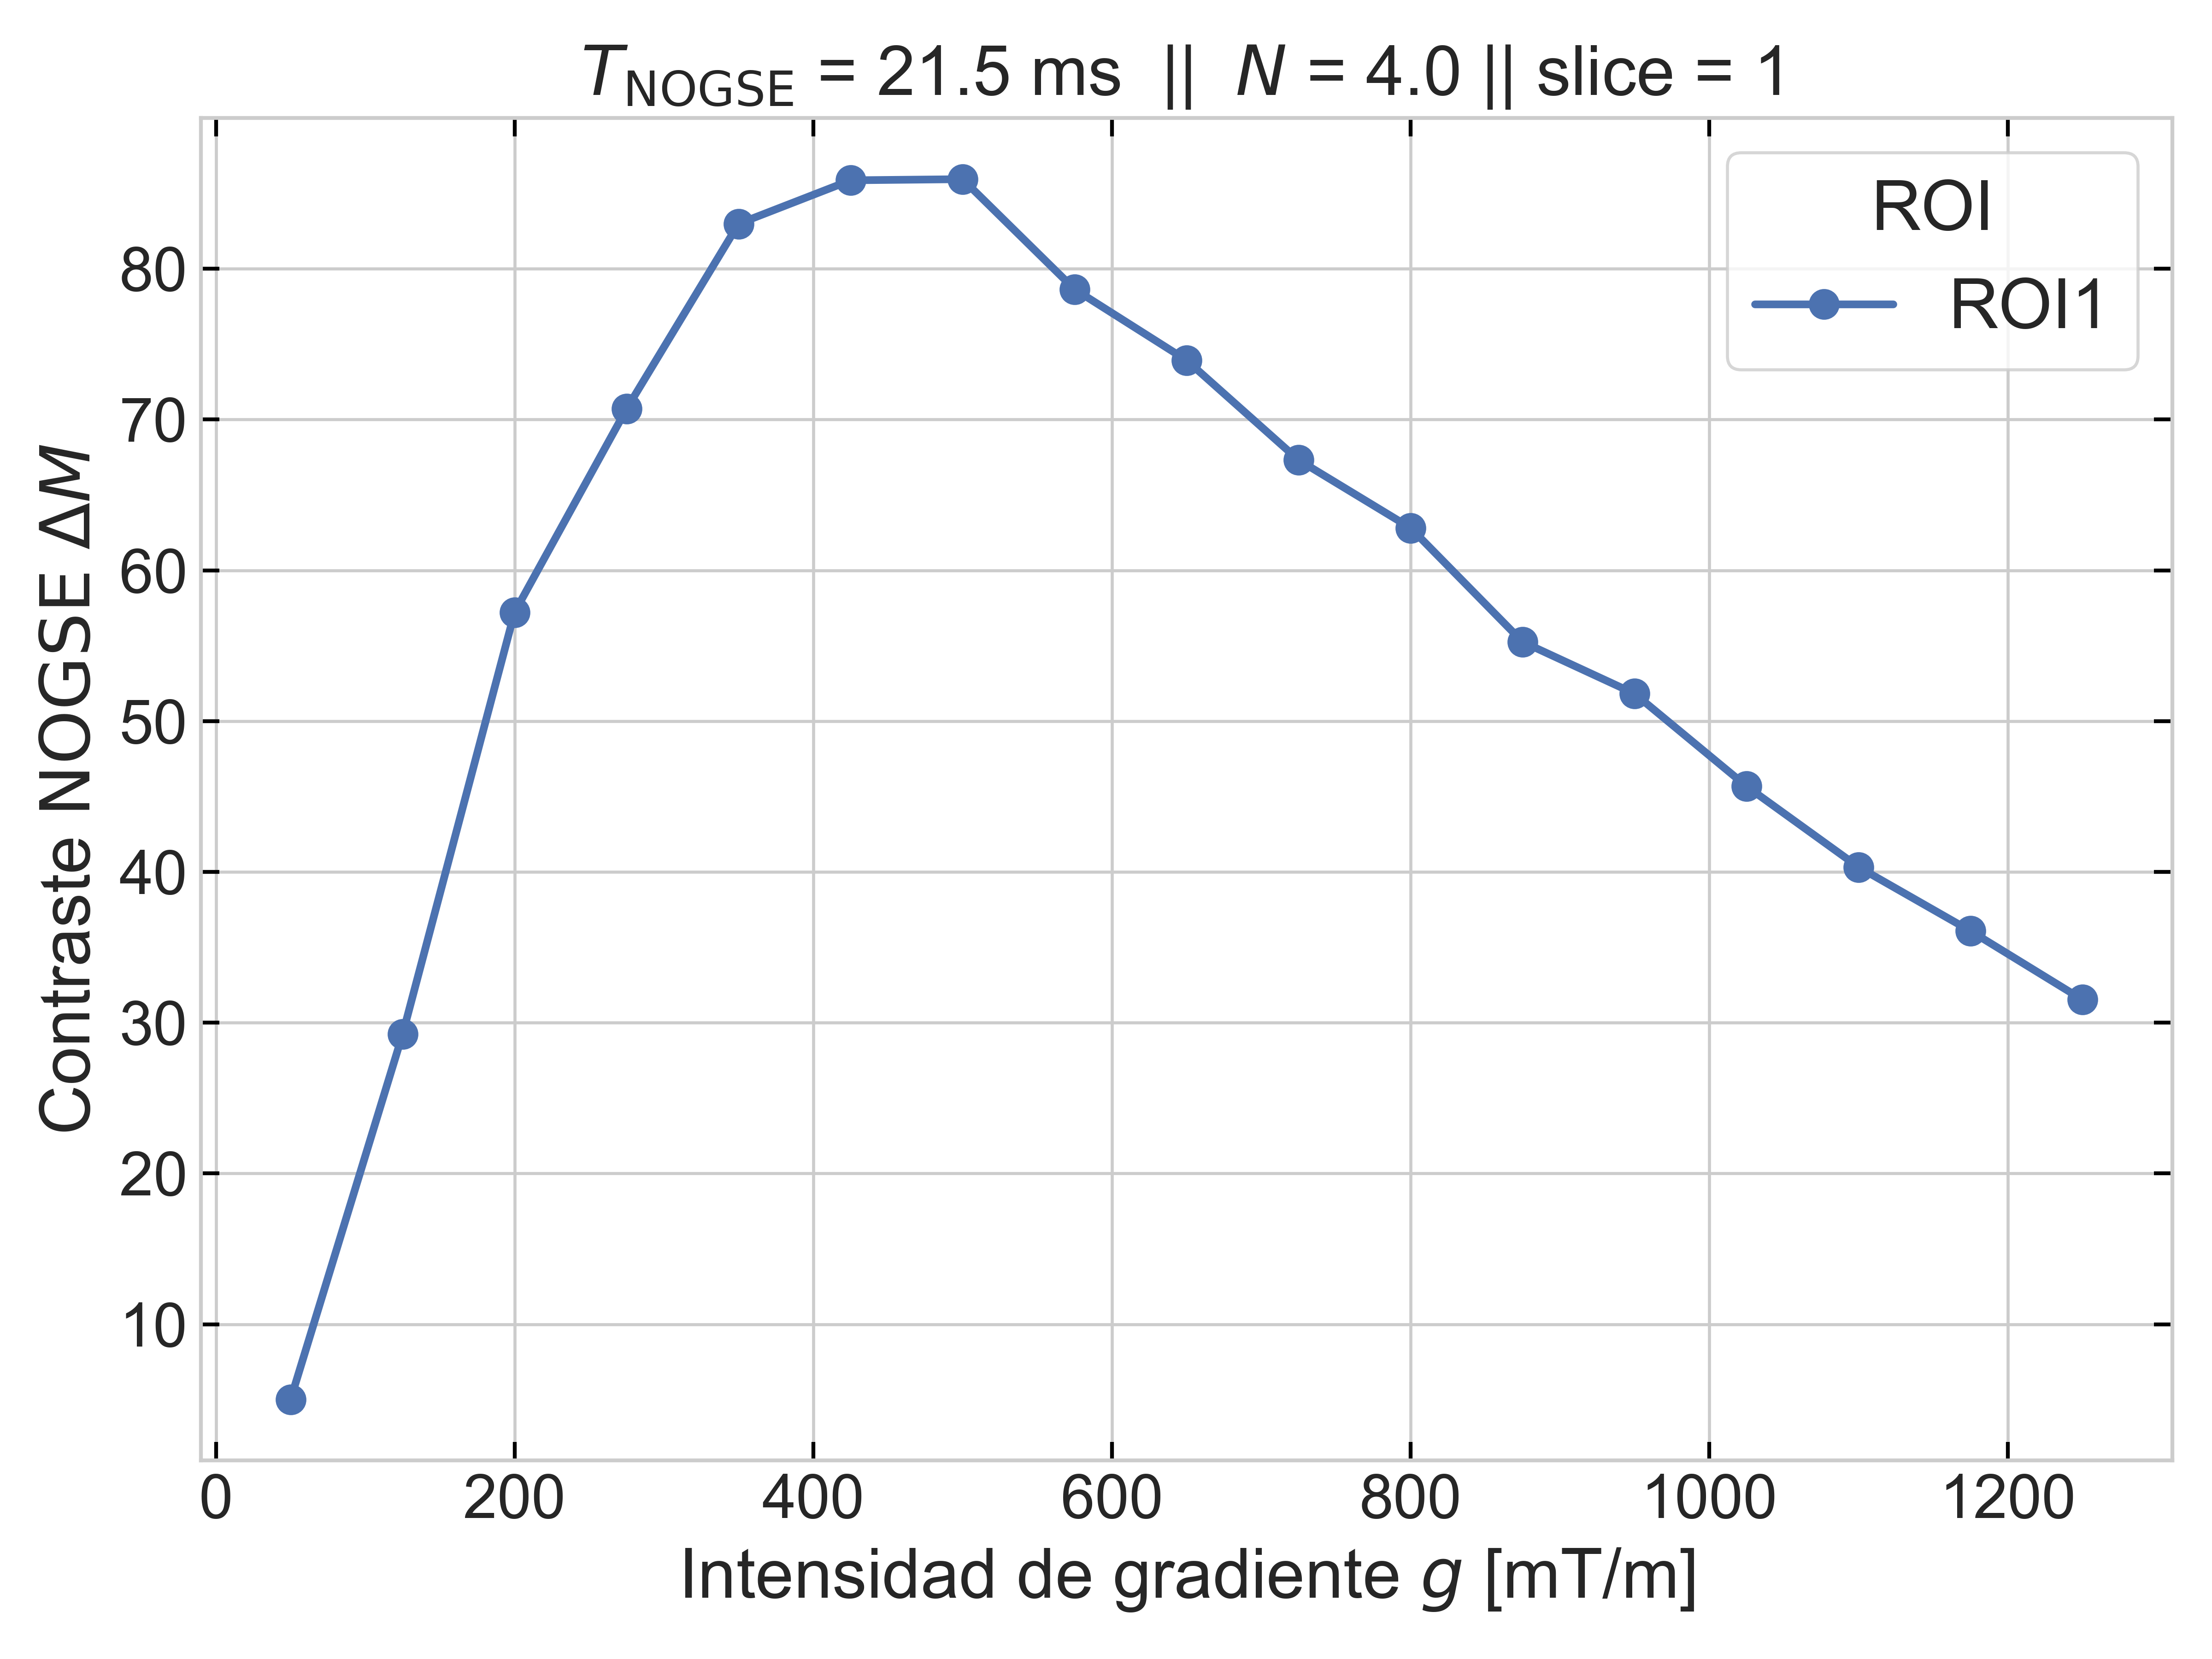 T_NOGSE = 21.5 ms || N = 4.0 || slice = 1
ROI
ROI1
Contraste NOGSE ΔM
80
70
60
50
40
30
20
10
0 200 400 600 800 1000 1200
Intensidad de gradiente g [mT/m]